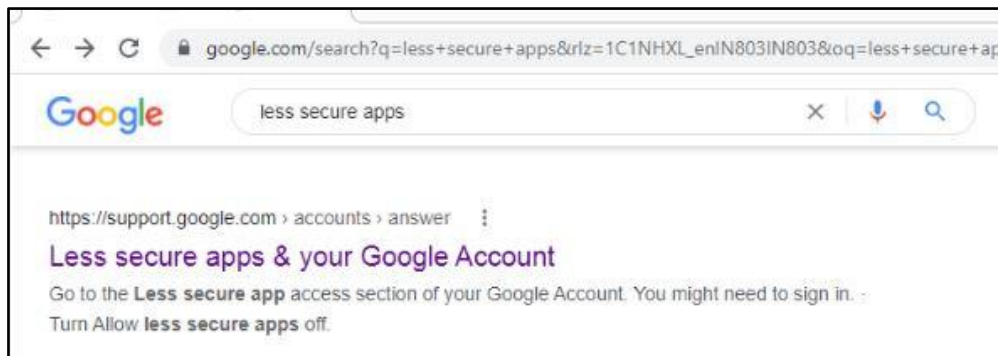 google.com/search?q=less+secure+apps&rlz=1C1NHXL_enIN803IN803&oq=less+secure+ap
Google
less secure apps
https://support.google.com › accounts › answer
Less secure apps & your Google Account
Go to the Less secure app access section of your Google Account. You might need to sign in. ·
Turn Allow less secure apps off.